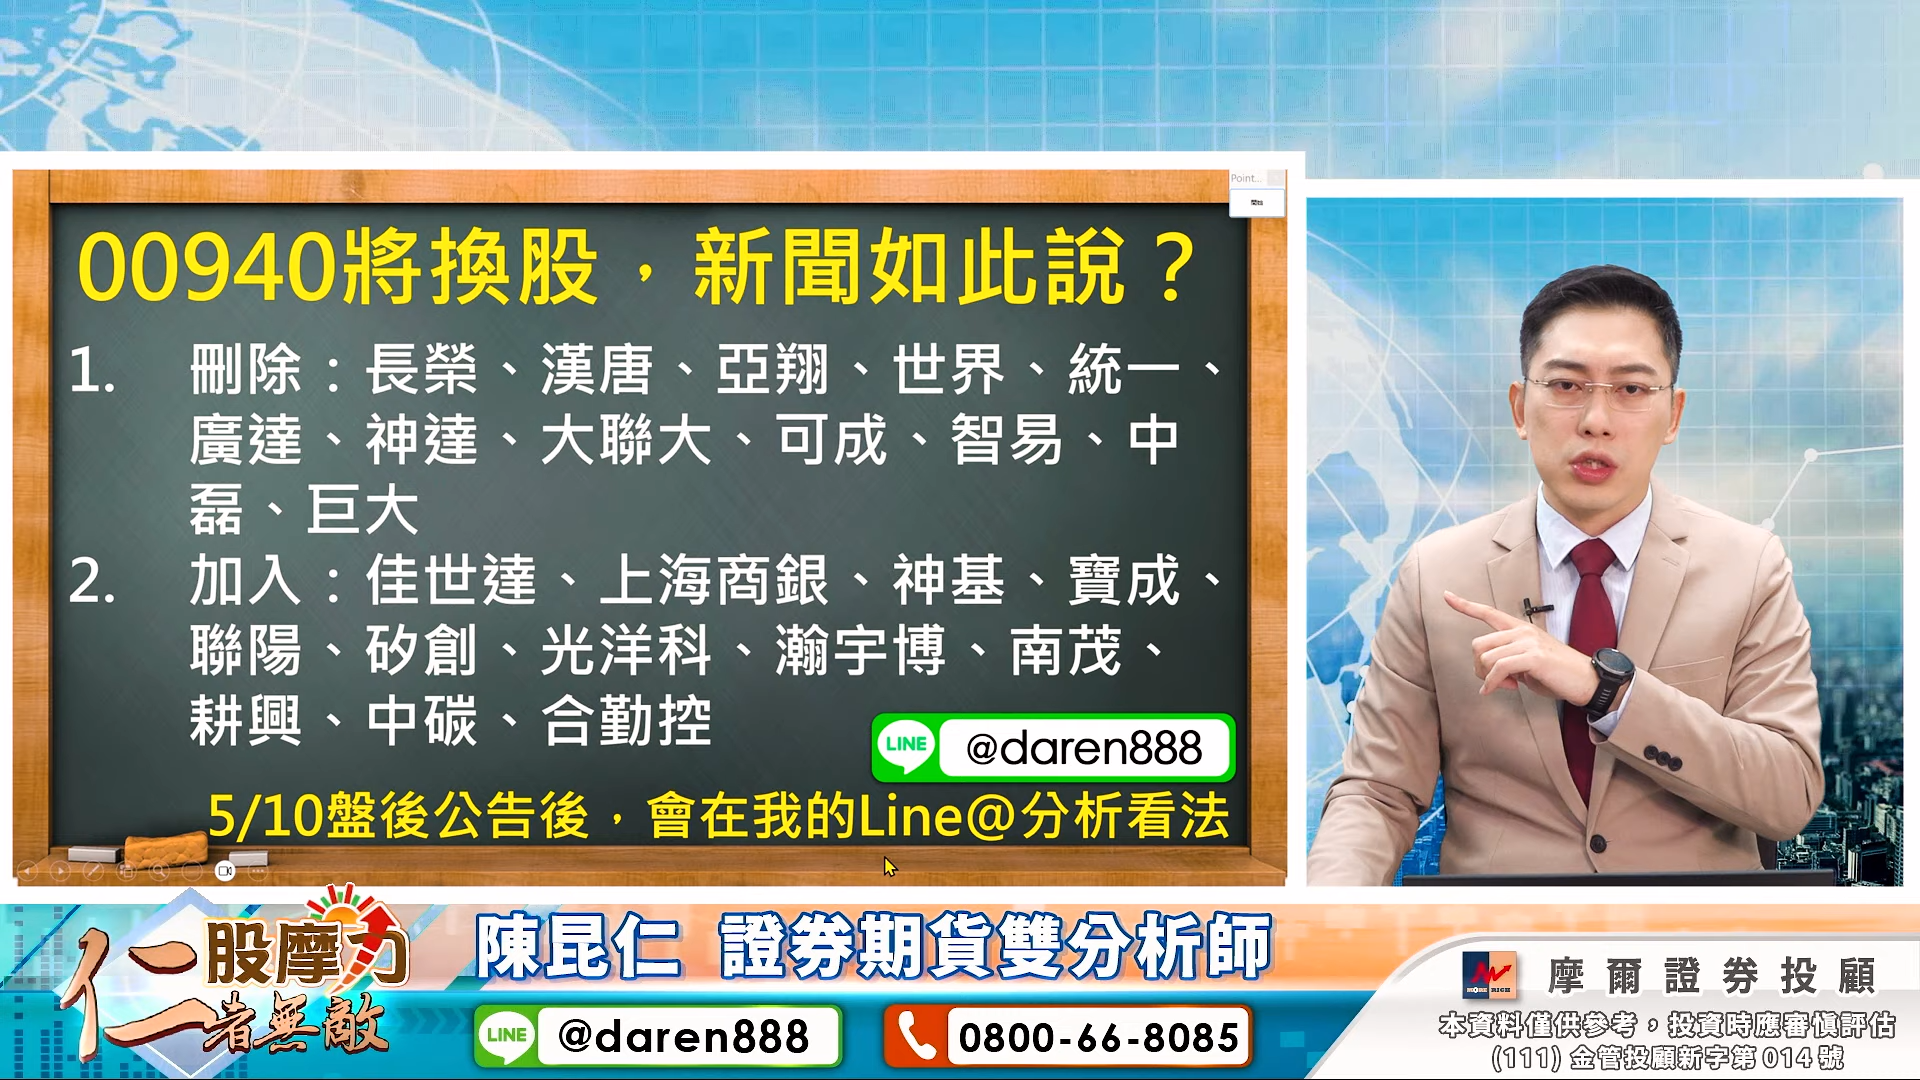 Point...
00940將換股，新聞如此說？
1. 刪除：長榮、漢唐、亞翔、世界、統一、
廣達、神達、大聯大、可成、智易、中
磊、巨大
2. 加入：佳世達、上海商銀、神基、寶成、
聯陽、矽創、光洋科、瀚宇博、南茂、
耕興、中碳、合勤控
LINE @daren888
5/10盤後公告後，會在我的Line@分析看法
股摩力
仁者無敵
陳昆仁 證券期貨雙分析師
LINE @daren888
0800-66-8085
MORE RICH
摩爾證券投顧
本資料僅供參考，投資時應審慎評估
(111) 金管投顧新字第 014 號